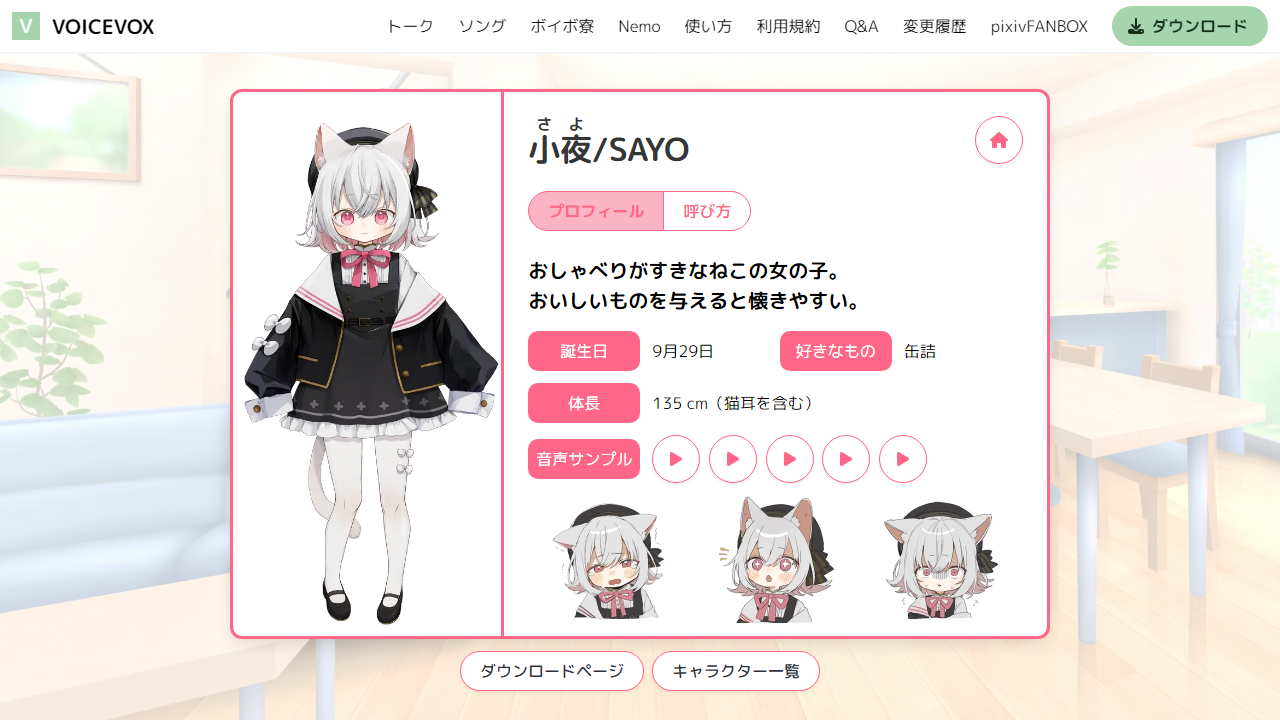 V VOICEVOX トーク ソング ボイボ寮 Nemo 使い方 利用規約 Q&A 変更履歴 pixivFANBOX ダウンロード
さよ
小夜/SAYO
プロフィール 呼び方
おしゃべりがすきなねこの女の子。
おいしいものを与えると懐きやすい。
誕生日 9月29日 好きなもの 缶詰
体長 135 cm（猫耳を含む）
音声サンプル
ダウンロードページ キャラクター一覧